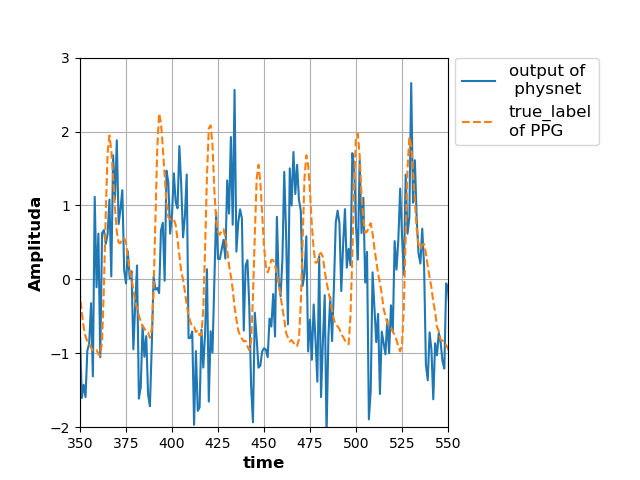 3
2
1
0
−1
−2
Amplituda
350 375 400 425 450 475 500 525 550
time
output of
physnet
true_label
of PPG